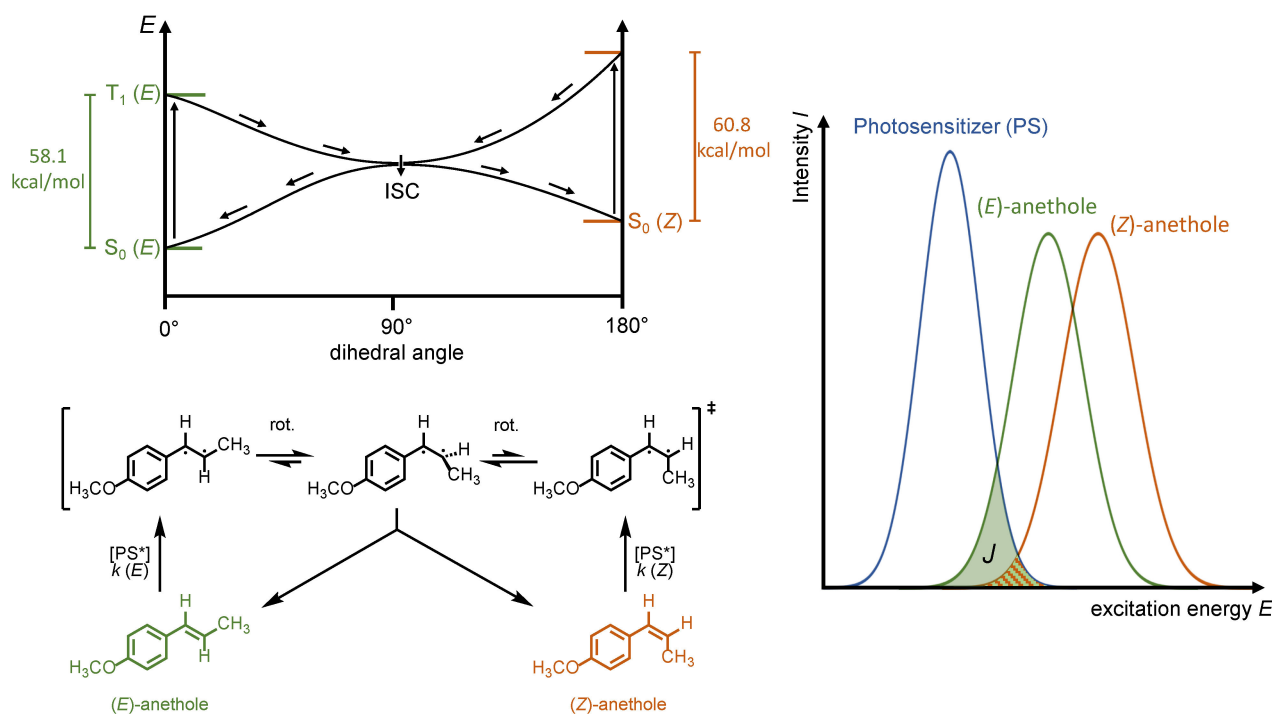 E
T₁ (E)
58.1
kcal/mol
S₀ (E)
ISC
60.8
kcal/mol
S₀ (Z)
0°
90°
180°
dihedral angle
Intensity I
Photosensitizer (PS)
(E)-anethole
(Z)-anethole
J
excitation energy E
H
CH₃
H
H₃CO
rot.
H
H
CH₃
H₃CO
rot.
H
H
CH₃
H₃CO
‡
[PS*]
k (E)
[PS*]
k (Z)
H
CH₃
H
H₃CO
(E)-anethole
H
H
CH₃
H₃CO
(Z)-anethole